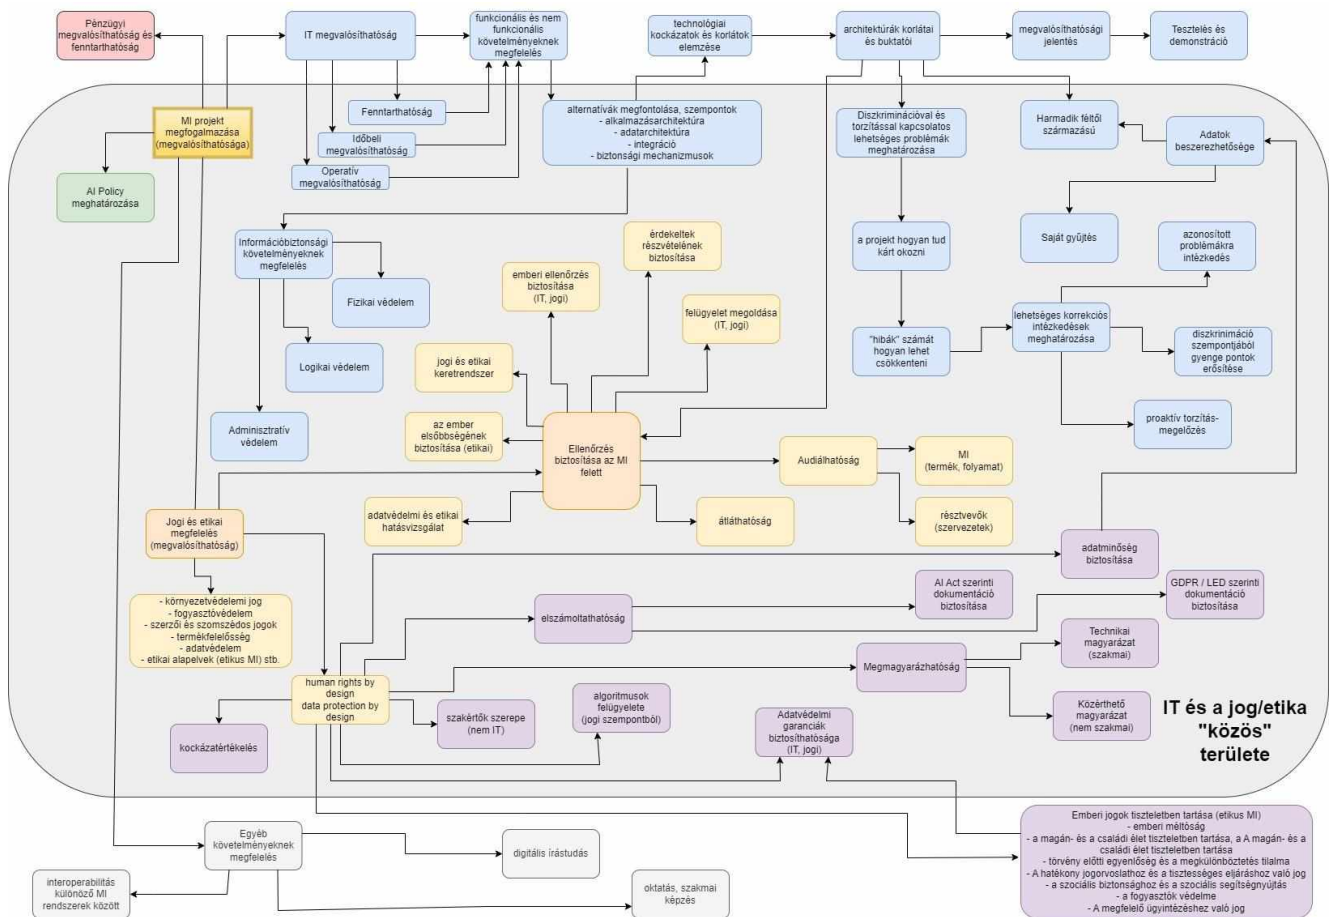 Pénzügyi
megvalósíthatóság és
fenntarthatóság
IT megvalósíthatóság
funkcionális és nem
funkcionális
követelményeknek
megfelelés
technológiai
kockázatok és korlátok
elemzése
architektúrák korlátai
és buktatói
megvalósíthatósági
jelentés
Tesztelés és
demonstráció
MI projekt
megfogalmazása
(megvalósíthatósága)
Fenntarthatóság
Időbeli
megvalósíthatóság
Operatív
megvalósíthatóság
alternatívák megfontolása, szempontok
- alkalmazásarchitektúra
- adatarchitektúra
- integráció
- biztonsági mechanizmusok
Diszkriminációval és
torzítással kapcsolatos
lehetséges problémák
meghatározása
Harmadik féltől
származású
Adatok
beszerezhetősége
AI Policy
meghatározása
Információbiztonsági
követelményeknek
megfelelés
érdekeltek
részvételének
biztosítása
a projekt hogyan tud
kárt okozni
Saját gyűjtés
azonosított
problémákra
intézkedés
Fizikai védelem
emberi ellenőrzés
biztosítása
(IT, jogi)
felügyelet megoldása
(IT, jogi)
lehetséges korrekciós
intézkedések
meghatározása
Logikai védelem
jogi és etikai
keretrendszer
"hibák" számát
hogyan lehet
csökkenteni
diszkrinimáció
szempontjából
gyenge pontok
erősítése
Adminisztratív
védelem
az ember
elsőbbségének
biztosítása (etikai)
Ellenőrzés
biztosítása az MI
felett
Audiálhatóság
MI
(termék, folyamat)
proaktív torzítás-
megelőzés
Jogi és etikai
megfelelés
(megvalósíthatóság)
adatvédelmi és etikai
hatásvizsgálat
átláthatóság
résztvevők
(szervezetek)
adatminőség
biztosítása
- környezetvédelemi jog
- fogyasztóvédelem
- szerzői és szomszédos jogok
- termékfelelősség
- adatvédelem
- etikai alapelvek (etikus MI) stb.
elszámoltathatóság
AI Act szerinti
dokumentáció
biztosítása
GDPR / LED szerinti
dokumentáció
biztosítása
human rights by
design
data protection by
design
Megmagyarázhatóság
Technikai
magyarázat
(szakmai)
kockázatértékelés
szakértők szerepe
(nem IT)
algoritmusok
felügyelete
(jogi szempontból)
Adatvédelmi
garanciák
biztosíthatósága
(IT, jogi)
Közérthető
magyarázat
(nem szakmai)
IT és a jog/etika
"közös"
területe
Egyéb
követelményeknek
megfelelés
digitális írástudás
interoperabilitás
különöző MI
rendszerek között
oktatás, szakmai
képzés
Emberi jogok tiszteletben tartása (etikus MI)
- emberi méltóság
- a magán- és a családi élet tiszteletben tartása, a A magán- és a
családi élet tiszteletben tartása
- törvény előtti egyenlőség és a megkülönböztetés tilalma
- A hatékony jogorvoslathoz és a tisztességes eljáráshoz való jog
- a szociális biztonsághoz és a szociális segítségnyújtás
- a fogyasztók védelme
- A megfelelő ügyintézéshez való jog